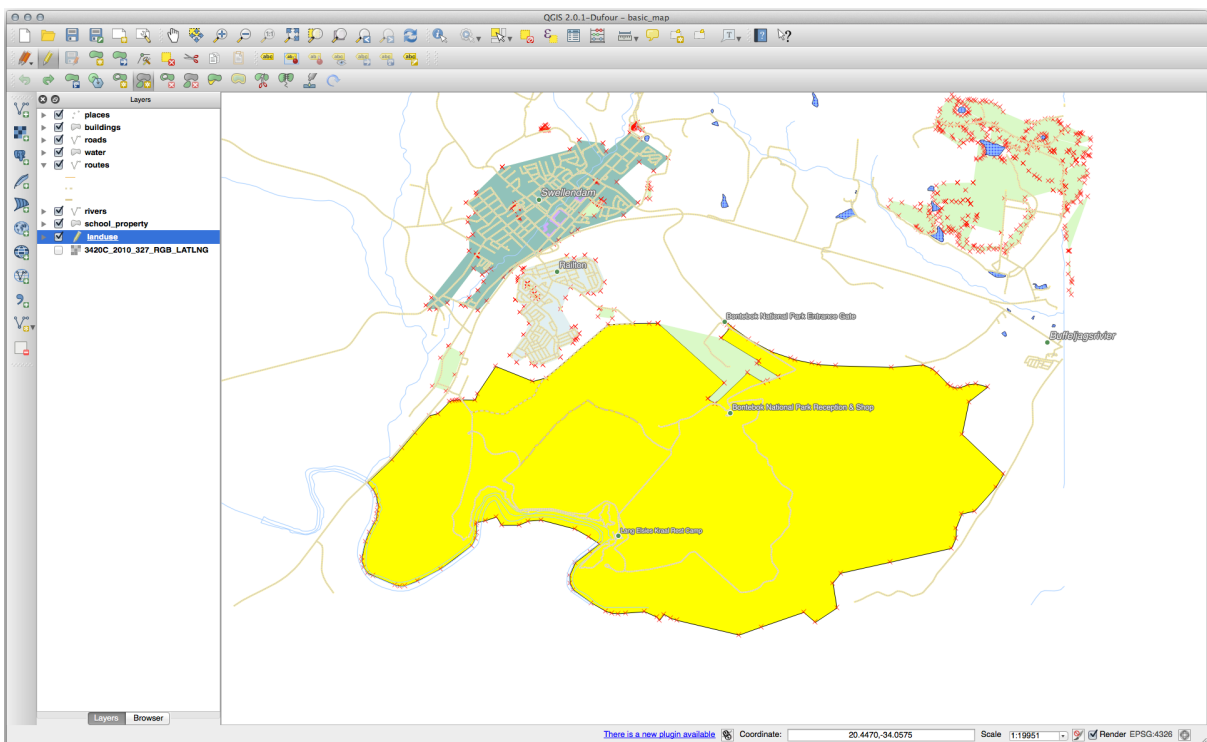 QGIS 2.0.1-Dufour – basic_map
Layers
places
buildings
roads
water
routes
rivers
school_property
landuse
3420C_2010_327_RGB_LATLNG
Swellendam
Railton
Bontebok National Park Entrance Gate
Buffeljagsrivier
Bontebok National Park Reception & Shop
Lang Elsies Kraal Rest Camp
Layers
Browser
There is a new plugin available
Coordinate:
20.4470,-34.0575
Scale
1:19951
Render
EPSG:4326